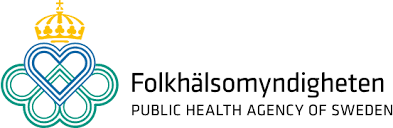 Folkhälsomyndigheten
PUBLIC HEALTH AGENCY OF SWEDEN